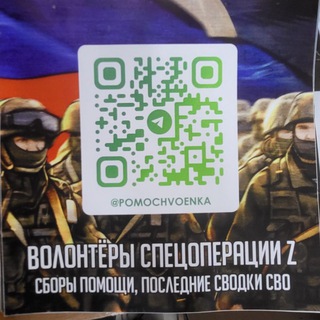 @POMOCHVOENKA
ВОЛОНТЁРЫ СПЕЦОПЕРАЦИИ Z
СБОРЫ ПОМОЩИ, ПОСЛЕДНИЕ СВОДКИ СВО